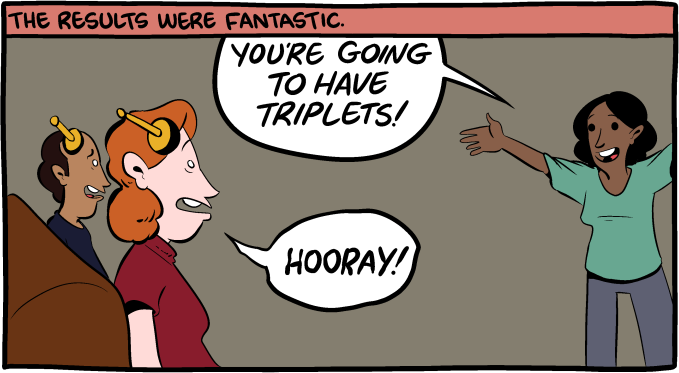 THE RESULTS WERE FANTASTIC.
YOU'RE GOING
TO HAVE
TRIPLETS!
HOORAY!